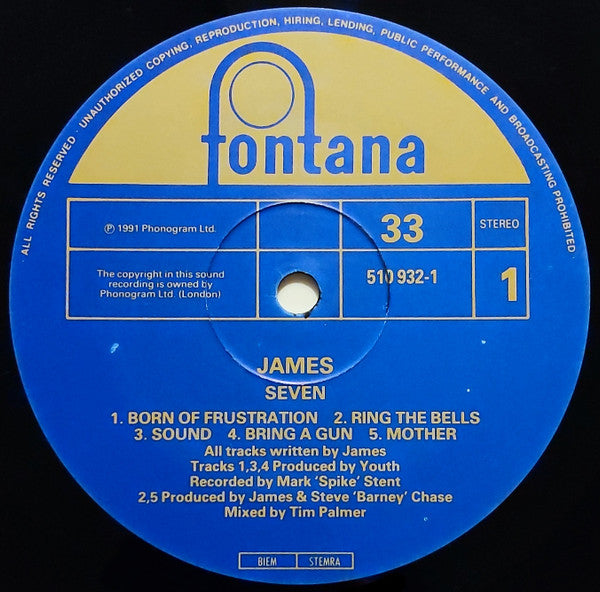 ALL RIGHTS RESERVED · UNAUTHORIZED COPYING, REPRODUCTION, HIRING, LENDING, PUBLIC PERFORMANCE AND BROADCASTING PROHIBITED
fontana
℗ 1991 Phonogram Ltd.
33
STEREO
The copyright in this sound
recording is owned by
Phonogram Ltd. (London)
510 932-1
1
JAMES
SEVEN
1. BORN OF FRUSTRATION 2. RING THE BELLS
3. SOUND 4. BRING A GUN 5. MOTHER
All tracks written by James
Tracks 1,3,4 Produced by Youth
Recorded by Mark 'Spike' Stent
2,5 Produced by James & Steve 'Barney' Chase
Mixed by Tim Palmer
BIEM STEMRA